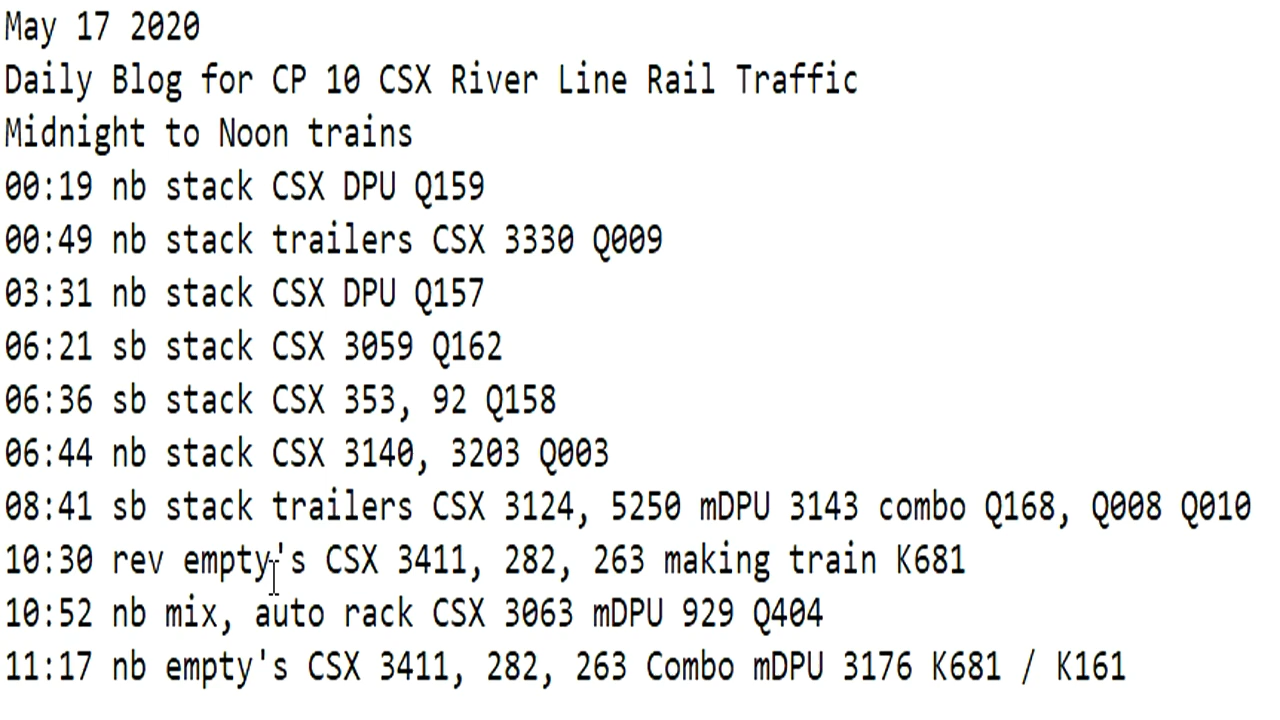 May 17 2020
Daily Blog for CP 10 CSX River Line Rail Traffic
Midnight to Noon trains
00:19 nb stack CSX DPU Q159
00:49 nb stack trailers CSX 3330 Q009
03:31 nb stack CSX DPU Q157
06:21 sb stack CSX 3059 Q162
06:36 sb stack CSX 353, 92 Q158
06:44 nb stack CSX 3140, 3203 Q003
08:41 sb stack trailers CSX 3124, 5250 mDPU 3143 combo Q168, Q008 Q010
10:30 rev empty's CSX 3411, 282, 263 making train K681
10:52 nb mix, auto rack CSX 3063 mDPU 929 Q404
11:17 nb empty's CSX 3411, 282, 263 Combo mDPU 3176 K681 / K161